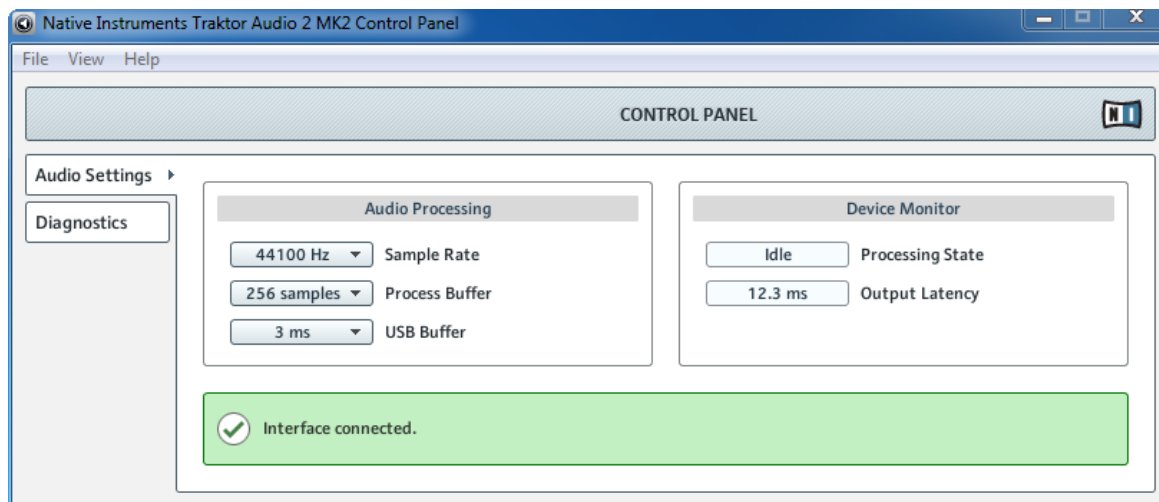 Native Instruments Traktor Audio 2 MK2 Control Panel
File View Help
CONTROL PANEL
NI
Audio Settings
Diagnostics
Audio Processing
44100 Hz Sample Rate
256 samples Process Buffer
3 ms USB Buffer
Device Monitor
Idle Processing State
12.3 ms Output Latency
Interface connected.